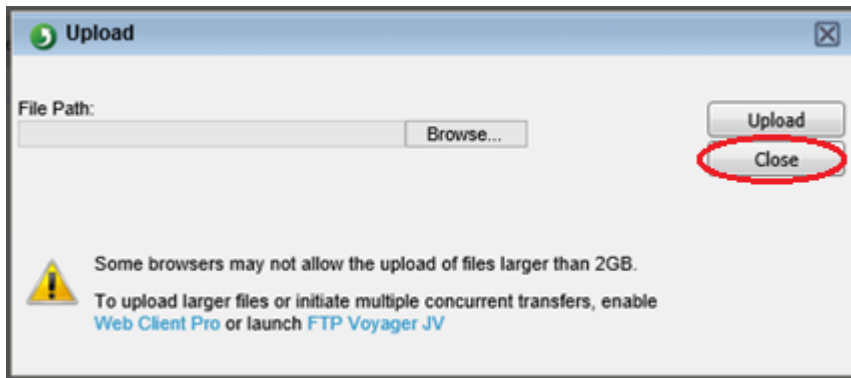 Upload
File Path:
Browse...
Upload
Close
Some browsers may not allow the upload of files larger than 2GB.
To upload larger files or initiate multiple concurrent transfers, enable
Web Client Pro or launch FTP Voyager JV